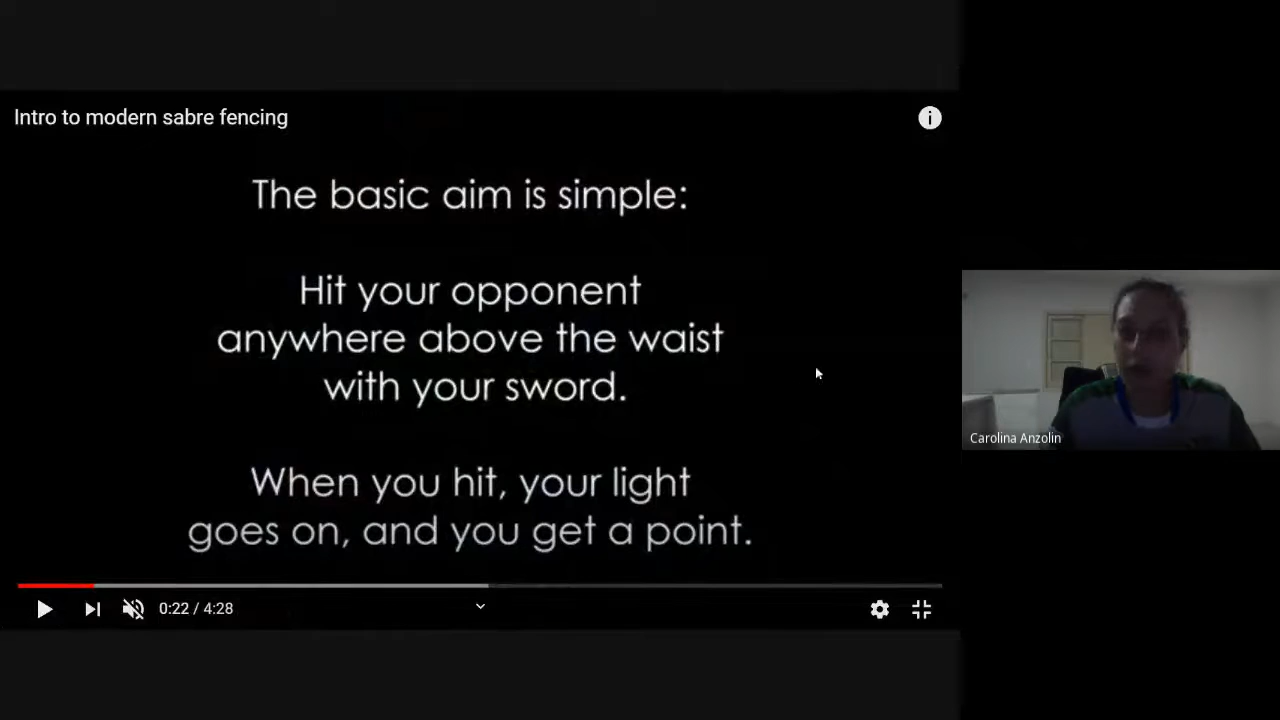 Intro to modern sabre fencing
The basic aim is simple:
Hit your opponent
anywhere above the waist
with your sword.
When you hit, your light
goes on, and you get a point.
Carolina Anzolin
0:22 / 4:28